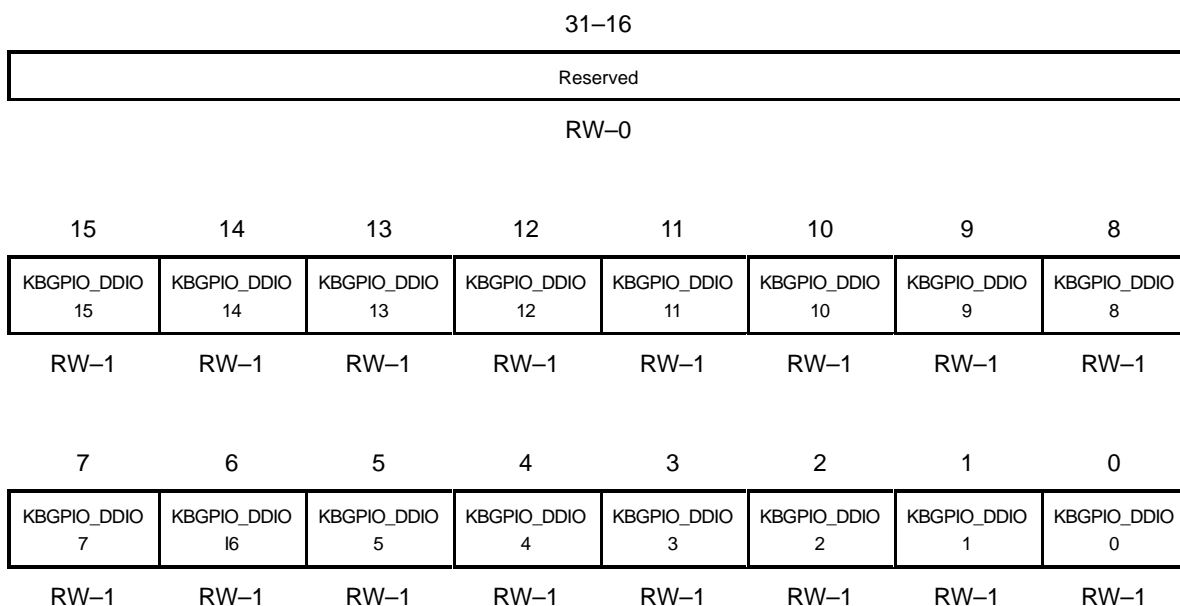 31–16
Reserved
RW–0
15 14 13 12 11 10 9 8
KBGPIO_DDIO KBGPIO_DDIO KBGPIO_DDIO KBGPIO_DDIO KBGPIO_DDIO KBGPIO_DDIO KBGPIO_DDIO KBGPIO_DDIO
15 14 13 12 11 10 9 8
RW–1 RW–1 RW–1 RW–1 RW–1 RW–1 RW–1 RW–1
7 6 5 4 3 2 1 0
KBGPIO_DDIO KBGPIO_DDIO KBGPIO_DDIO KBGPIO_DDIO KBGPIO_DDIO KBGPIO_DDIO KBGPIO_DDIO KBGPIO_DDIO
7 I6 5 4 3 2 1 0
RW–1 RW–1 RW–1 RW–1 RW–1 RW–1 RW–1 RW–1